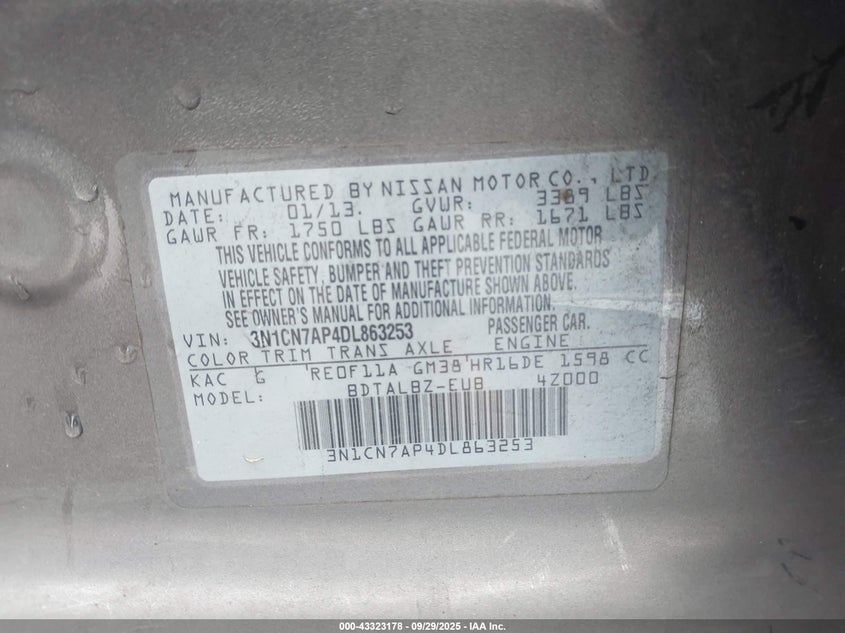 MANUFACTURED BY NISSAN MOTOR CO., LTD.
DATE: 01/13. GVWR: 3389 LBS
GAWR FR: 1750 LBS GAWR RR: 1671 LBS
THIS VEHICLE CONFORMS TO ALL APPLICABLE FEDERAL MOTOR
VEHICLE SAFETY, BUMPER AND THEFT PREVENTION STANDARDS
IN EFFECT ON THE DATE OF MANUFACTURE SHOWN ABOVE.
SEE OWNER'S MANUAL FOR ADDITIONAL INFORMATION.
VIN: 3N1CN7AP4DL863253 PASSENGER CAR.
COLOR TRIM TRANS AXLE ENGINE
KAC G RE0F11A GM38 HR16DE 1598 CC
MODEL: BDTALBZ-EUB 4Z000
3N1CN7AP4DL863253
000-43323178 - 09/29/2025 - IAA Inc.